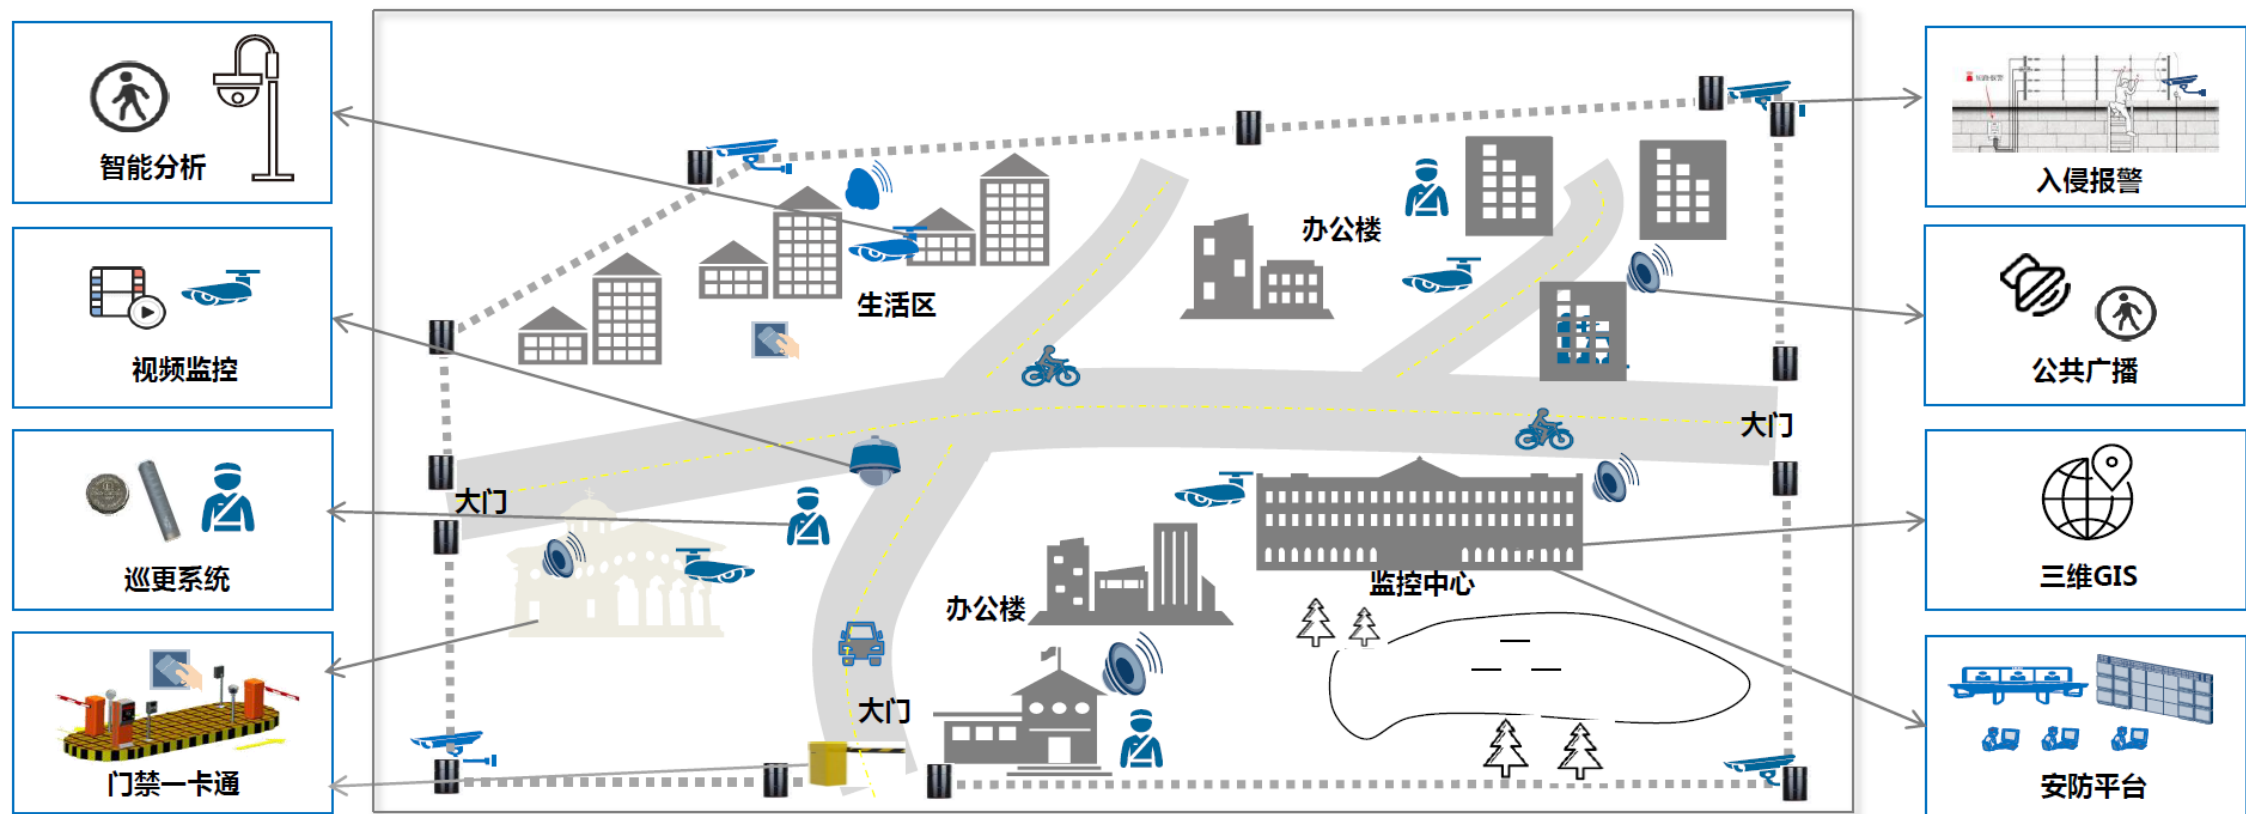 智能分析
视频监控
巡更系统
门禁一卡通
生活区
办公楼
大门
大门
办公楼
监控中心
大门
入侵报警
公共广播
三维GIS
安防平台